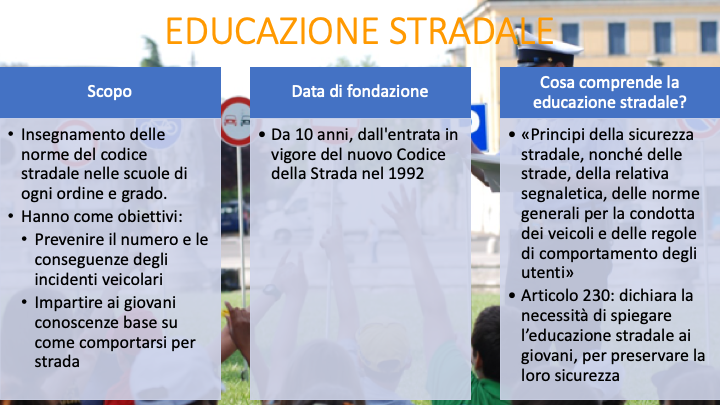 EDUCAZIONE STRADALE
Scopo
• Insegnamento delle
norme del codice
stradale nelle scuole di
ogni ordine e grado.
• Hanno come obiettivi:
• Prevenire il numero e le
conseguenze degli
incidenti veicolari
• Impartire ai giovani
conoscenze base su
come comportarsi per
strada
Data di fondazione
• Da 10 anni, dall'entrata in
vigore del nuovo Codice
della Strada nel 1992
Cosa comprende la
educazione stradale?
• «Principi della sicurezza
stradale, nonché delle
strade, della relativa
segnaletica, delle norme
generali per la condotta
dei veicoli e delle regole
di comportamento degli
utenti»
• Articolo 230: dichiara la
necessità di spiegare
l’educazione stradale ai
giovani, per preservare la
loro sicurezza